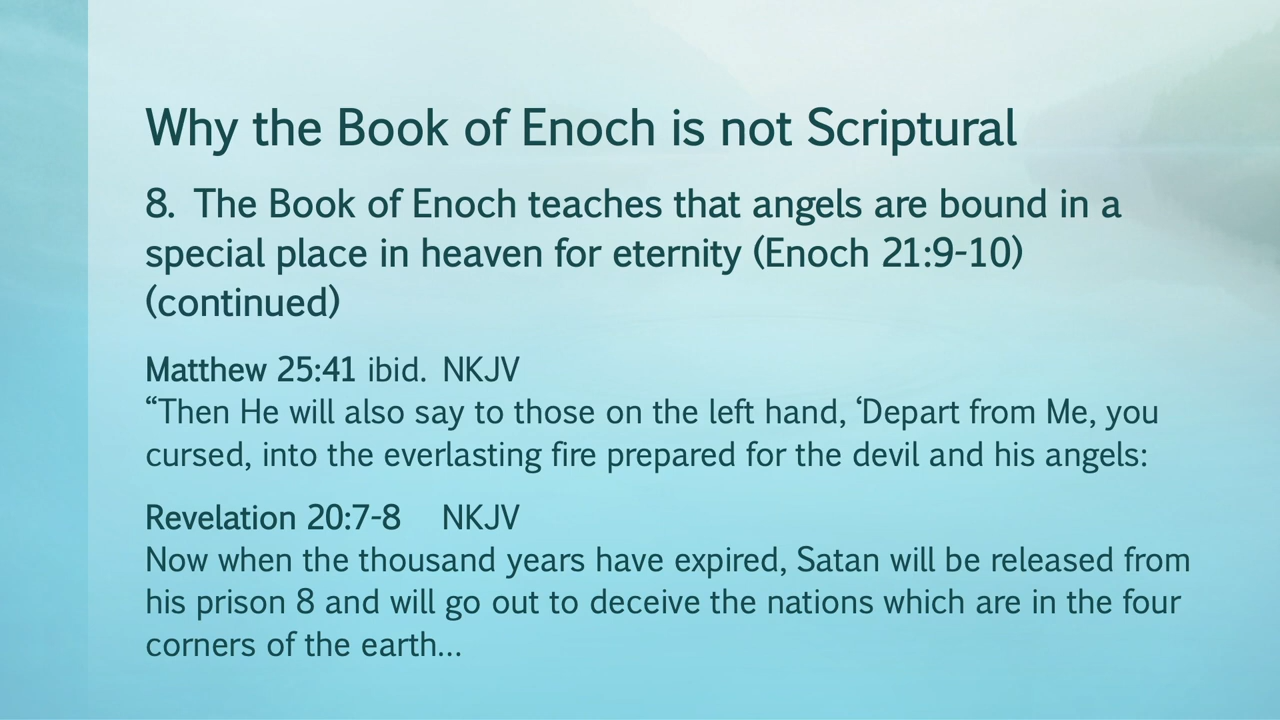 Why the Book of Enoch is not Scriptural
8. The Book of Enoch teaches that angels are bound in a
special place in heaven for eternity (Enoch 21:9-10)
(continued)
Matthew 25:41 ibid. NKJV
“Then He will also say to those on the left hand, ‘Depart from Me, you
cursed, into the everlasting fire prepared for the devil and his angels:
Revelation 20:7-8 NKJV
Now when the thousand years have expired, Satan will be released from
his prison 8 and will go out to deceive the nations which are in the four
corners of the earth...